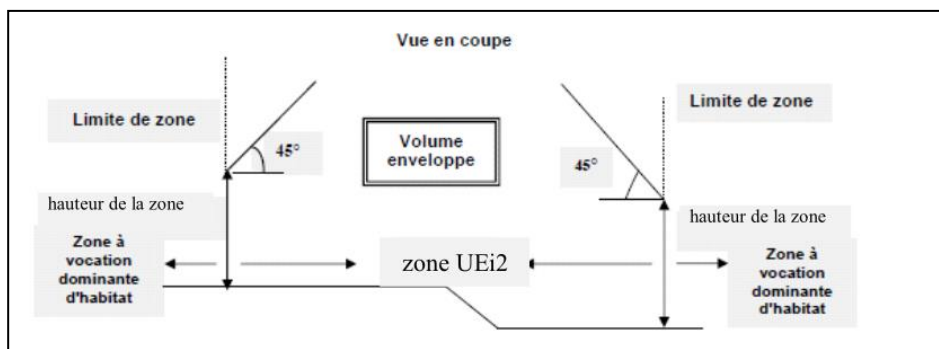 Vue en coupe
Limite de zone
45°
Volume
enveloppe
45°
Limite de zone
hauteur de la zone
hauteur de la zone
Zone à
vocation
dominante
d'habitat
zone UEi2
Zone à
vocation
dominante
d'habitat